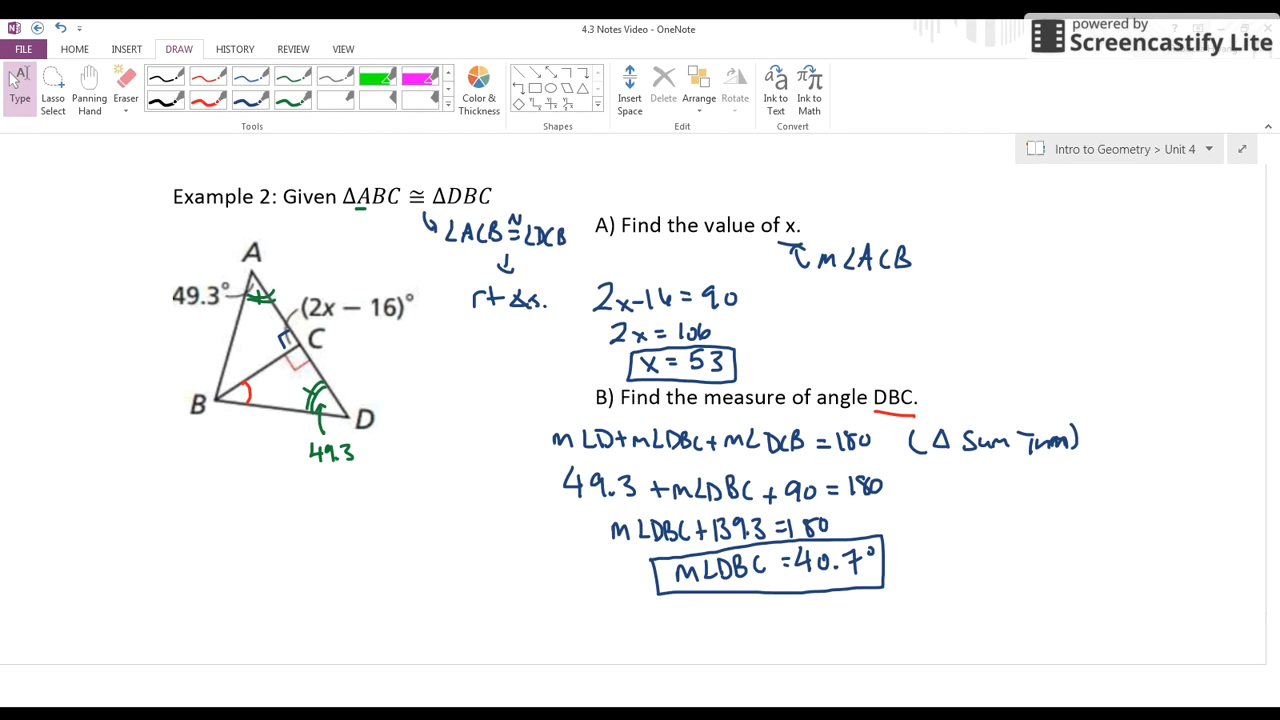 4.3 Notes Video - OneNote
powered by
Screencastify Lite
FILE HOME INSERT DRAW HISTORY REVIEW VIEW
Type
Lasso Select
Panning Hand
Eraser
Color & Thickness
Insert Space
Delete
Arrange
Rotate
Ink to Text
Ink to Math
Tools
Shapes
Edit
Convert
Intro to Geometry > Unit 4
Example 2: Given ΔABC ≅ ΔDBC
∠ACB ≅ ∠DCB
rt ∠s.
A
49.3°
(2x − 16)°
C
B
D
49.3
A) Find the value of x.
m∠ACB
2x-16 = 90
2x = 106
x = 53
B) Find the measure of angle DBC.
m∠D+m∠DBC+m∠DCB = 180 (Δ Sum Thm)
49.3 +m∠DBC + 90 = 180
m∠DBC+139.3 = 180
m∠DBC = 40.7°